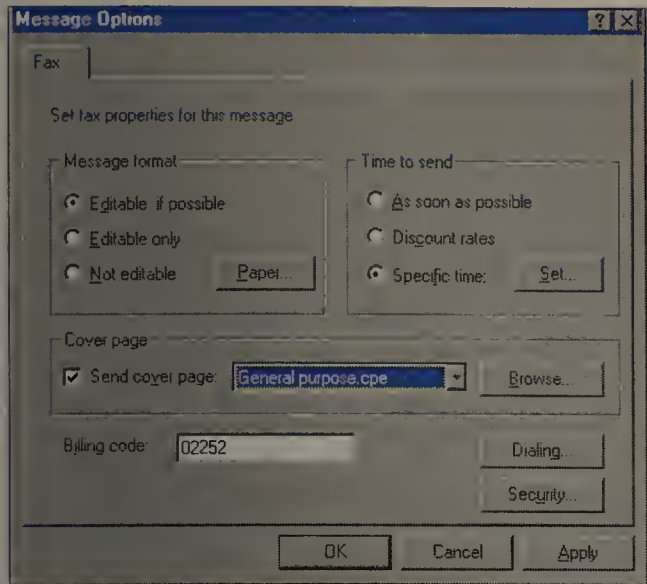 Message Options
Fax
Set fax properties for this message
Message format
Editable if possible
Editable only
Not editable
Paper...
Time to send
As soon as possible
Discount rates
Specific time:
Set...
Cover page
Send cover page:
General purpose.cpe
Browse...
Billing code:
02252
Dialing...
Security...
OK
Cancel
Apply